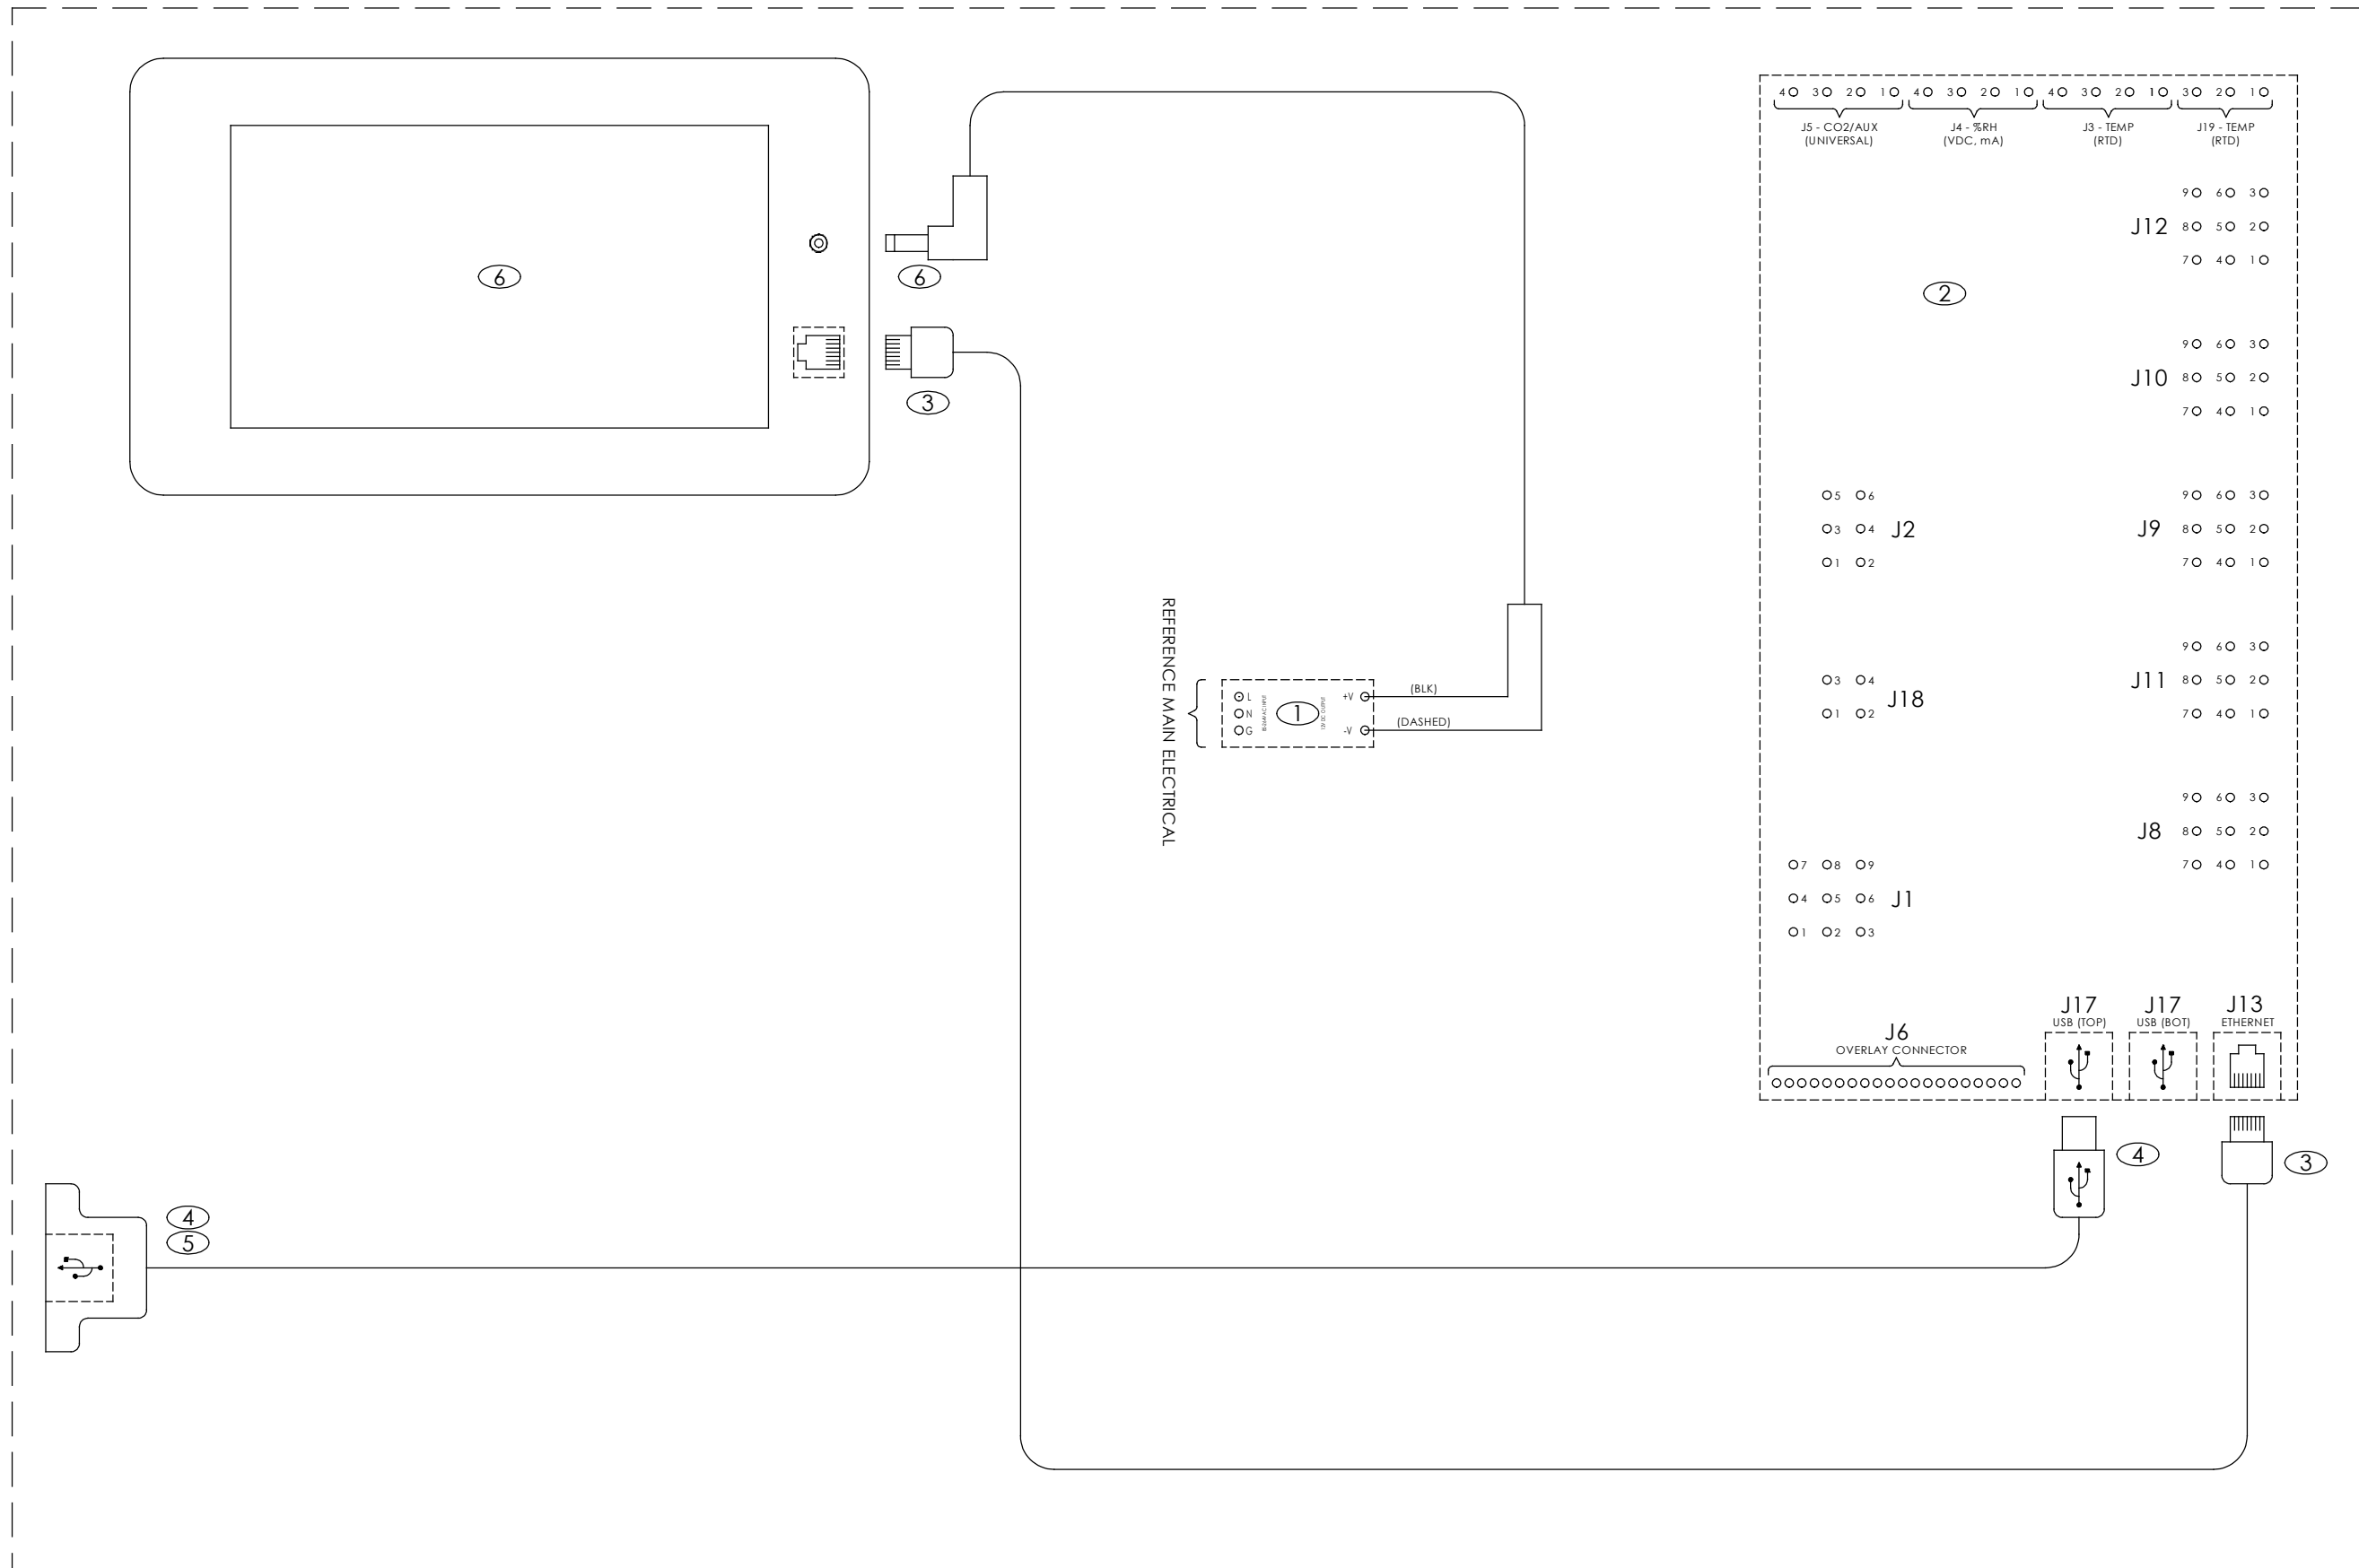 4 3 2 1 4 3 2 1 4 3 2 1 3 2 1
J5 - CO2/AUX
(UNIVERSAL)
J4 - %RH
(VDC, mA)
J3 - TEMP
(RTD)
J19 - TEMP
(RTD)
9 6 3
J12 8 5 2
7 4 1
6
6
2
3
9 6 3
J10 8 5 2
7 4 1
5 6
3 4 J2
1 2
9 6 3
J9 8 5 2
7 4 1
REFERENCE MAIN ELECTRICAL
L
N
G
1
12V DC OUTPUT
+V
-V
(BLK)
(DASHED)
3 4
J18
1 2
9 6 3
J11 8 5 2
7 4 1
9 6 3
J8 8 5 2
7 4 1
7 8 9
4 5 6 J1
1 2 3
J6
OVERLAY CONNECTOR
J17
USB (TOP)
J17
USB (BOT)
J13
ETHERNET
4
3
4
5